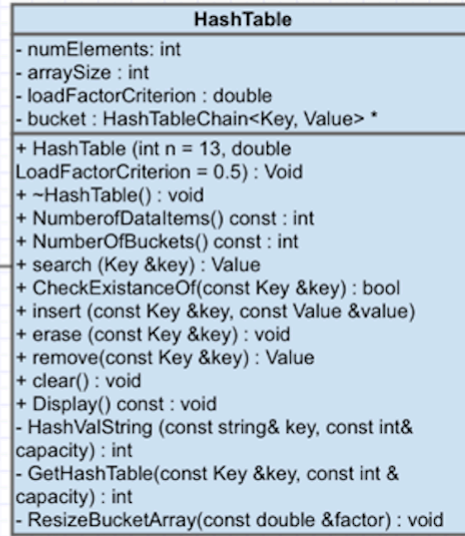 HashTable
- numElements: int
- arraySize : int
- loadFactorCriterion : double
- bucket : HashTableChain<Key, Value> *
+ HashTable (int n = 13, double
LoadFactorCriterion = 0.5) : Void
+ ~HashTable() : void
+ NumberofDataItems() const : int
+ NumberOfBuckets() const : int
+ search (Key &key) : Value
+ CheckExistanceOf(const Key &key) : bool
+ insert (const Key &key, const Value &value)
+ erase (const Key &key) : void
+ remove(const Key &key) : Value
+ clear() : void
+ Display() const : void
- HashValString (const string& key, const int&
capacity) : int
- GetHashTable(const Key &key, const int &
capacity) : int
- ResizeBucketArray(const double &factor) : void